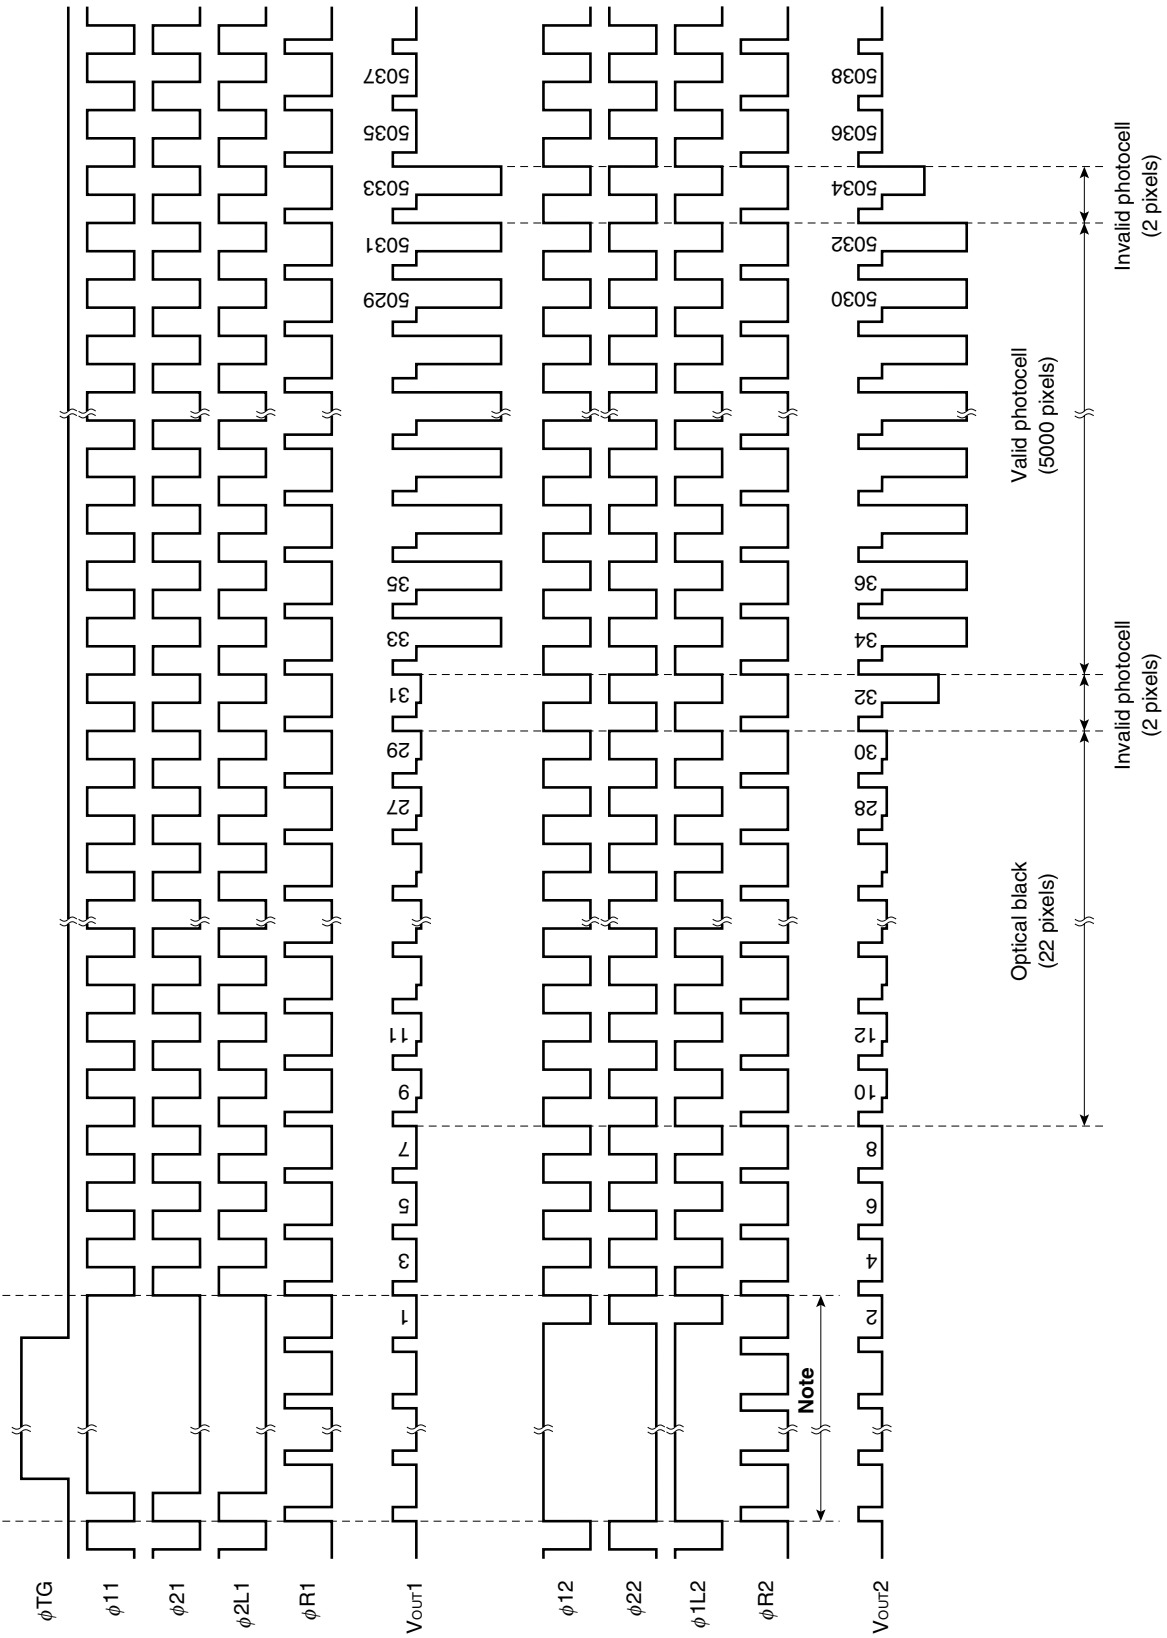 φTG
φ11
φ21
φ2L1
φR1
VOUT1
1
3
5
7
9
11
27
29
31
33
35
5029
5031
5033
5035
5037
φ12
φ22
φ1L2
φR2
Note
VOUT2
2
4
6
8
10
12
28
30
32
34
36
5030
5032
5034
5036
5038
Optical black
(22 pixels)
Invalid photocell
(2 pixels)
Valid photocell
(5000 pixels)
Invalid photocell
(2 pixels)